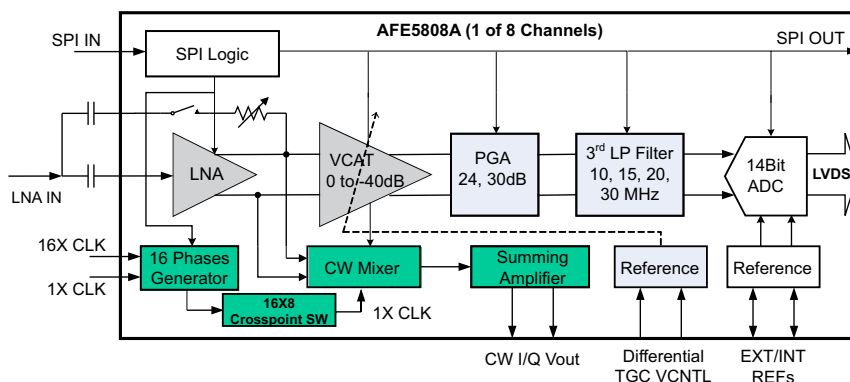 AFE5808A (1 of 8 Channels)
SPI IN
SPI Logic
SPI OUT
LNA IN
LNA
VCAT
0 to -40dB
PGA
24, 30dB
3rd LP Filter
10, 15, 20,
30 MHz
14Bit
ADC
LVDS
16X CLK
1X CLK
16 Phases
Generator
CW Mixer
Summing
Amplifier
Reference
Reference
16X8
Crosspoint SW
1X CLK
CW I/Q Vout
Differential
TGC VCNTL
EXT/INT
REFs